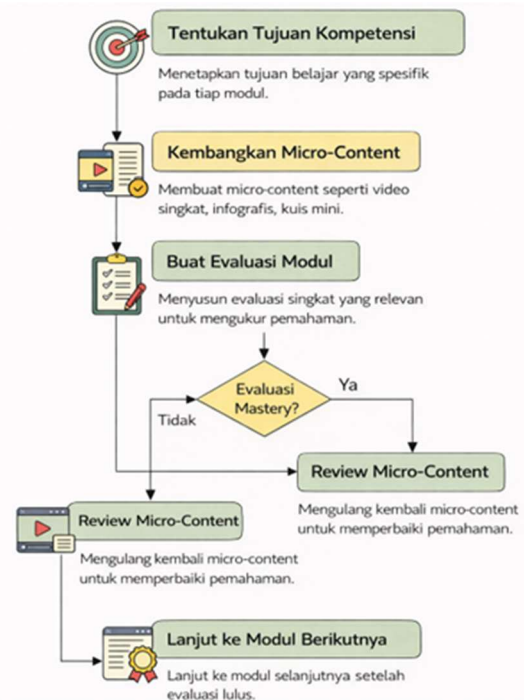 Tentukan Tujuan Kompetensi
Menetapkan tujuan belajar yang spesifik
pada tiap modul.
Kembangkan Micro-Content
Membuat micro-content seperti video
singkat, infografis, kuis mini.
Buat Evaluasi Modul
Menyusun evaluasi singkat yang relevan
untuk mengukur pemahaman.
Evaluasi
Mastery?
Ya
Tidak
Review Micro-Content
Mengulang kembali micro-content
untuk memperbaiki pemahaman.
Review Micro-Content
Mengulang kembali micro-content
untuk memperbaiki pemahaman.
Lanjut ke Modul Berikutnya
Lanjut ke modul selanjutnya setelah
evaluasi lulus.